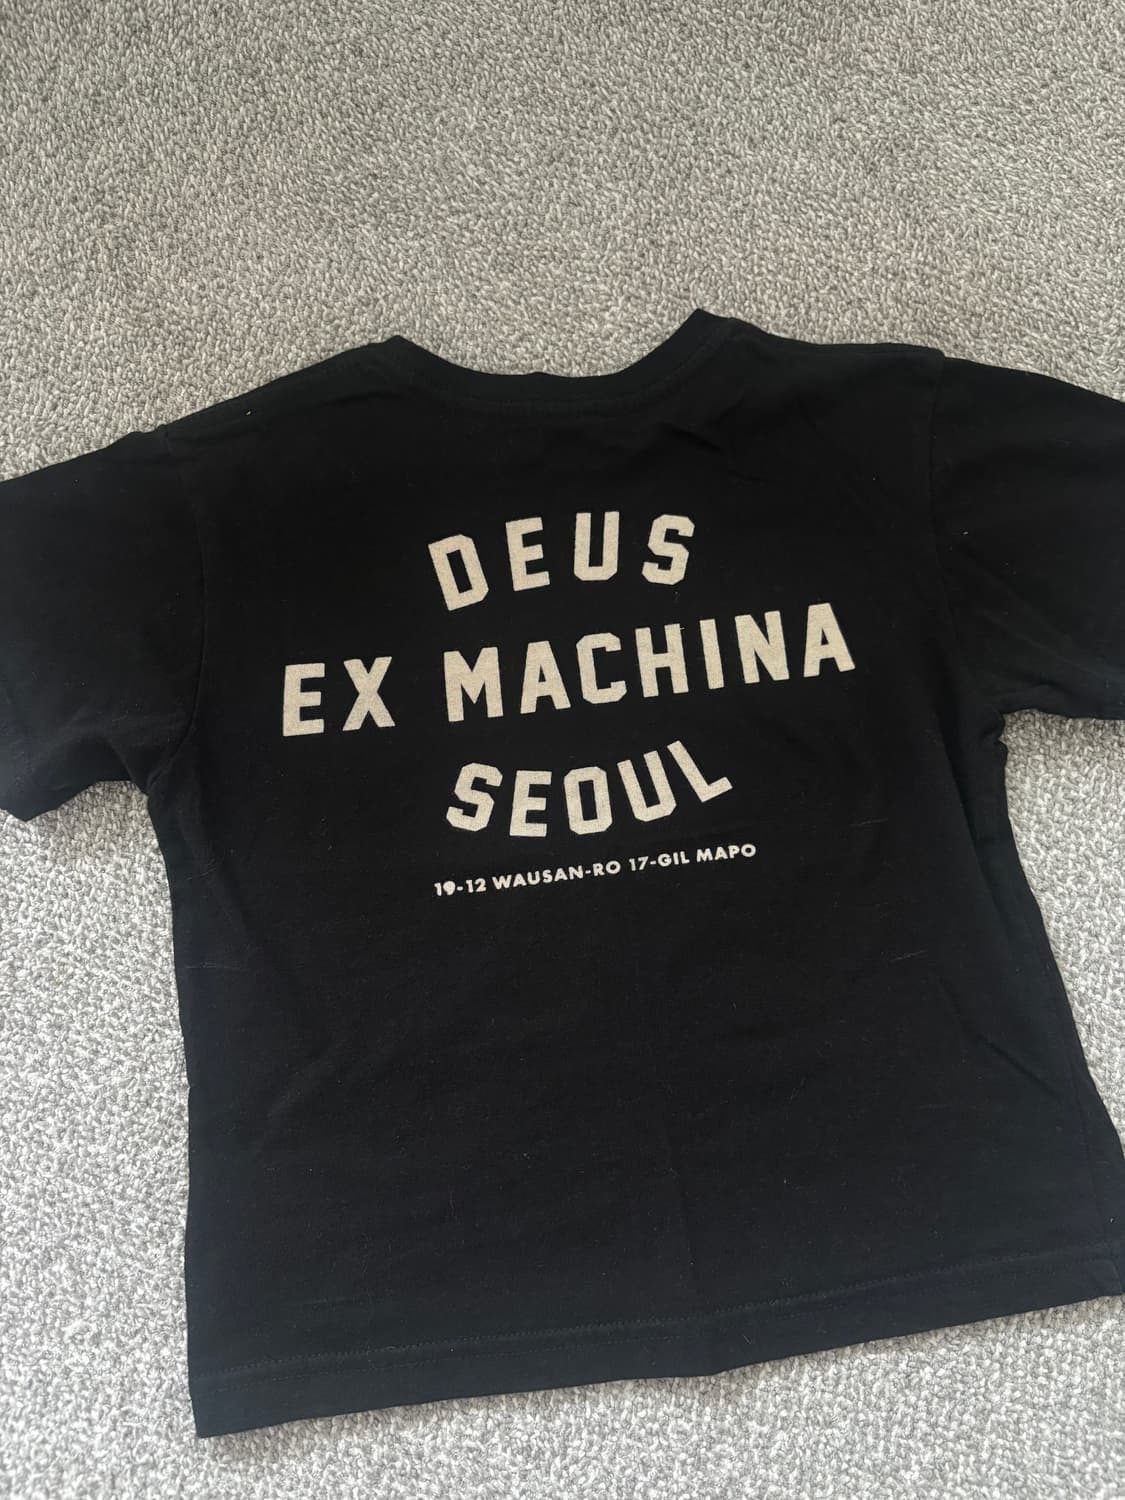 DEUS
EX MACHINA
SEOUL
19-12 WAUSAN-RO 17-GIL MAPO